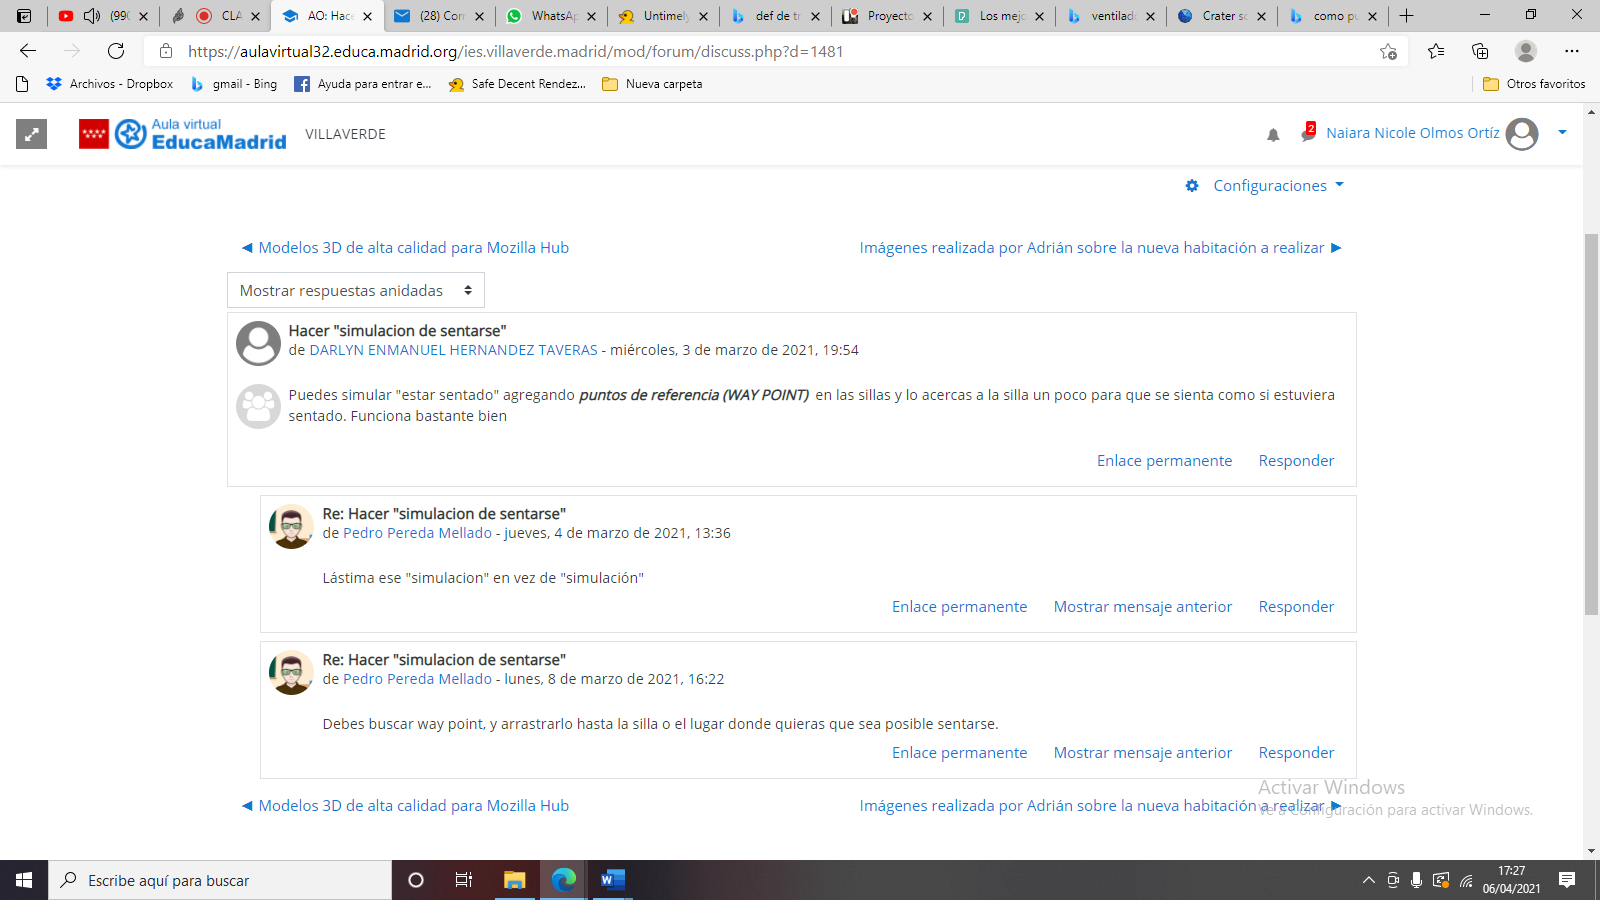 (990
CLA
AO: Hace
(28) Corr
WhatsAp
Untimely
def de tr
Proyecto
Los mejo
ventilado
Crater so
como pu
https://aulavirtual32.educa.madrid.org/ies.villaverde.madrid/mod/forum/discuss.php?d=1481
Archivos - Dropbox
gmail - Bing
Ayuda para entrar e...
Safe Decent Rendez...
Nueva carpeta
Otros favoritos
Aula virtual
EducaMadrid
VILLAVERDE
2
Naiara Nicole Olmos Ortíz
Configuraciones
◄ Modelos 3D de alta calidad para Mozilla Hub
Imágenes realizada por Adrián sobre la nueva habitación a realizar ►
Mostrar respuestas anidadas
Hacer "simulacion de sentarse"
de DARLYN ENMANUEL HERNANDEZ TAVERAS - miércoles, 3 de marzo de 2021, 19:54
Puedes simular "estar sentado" agregando puntos de referencia (WAY POINT) en las sillas y lo acercas a la silla un poco para que se sienta como si estuviera
sentado. Funciona bastante bien
Enlace permanente Responder
Re: Hacer "simulacion de sentarse"
de Pedro Pereda Mellado - jueves, 4 de marzo de 2021, 13:36
Lástima ese "simulacion" en vez de "simulación"
Enlace permanente Mostrar mensaje anterior Responder
Re: Hacer "simulacion de sentarse"
de Pedro Pereda Mellado - lunes, 8 de marzo de 2021, 16:22
Debes buscar way point, y arrastrarlo hasta la silla o el lugar donde quieras que sea posible sentarse.
Enlace permanente Mostrar mensaje anterior Responder
Activar Windows
Ve a Configuración para activar Windows.
◄ Modelos 3D de alta calidad para Mozilla Hub
Imágenes realizada por Adrián sobre la nueva habitación a realizar ►
Escribe aquí para buscar
17:27
06/04/2021